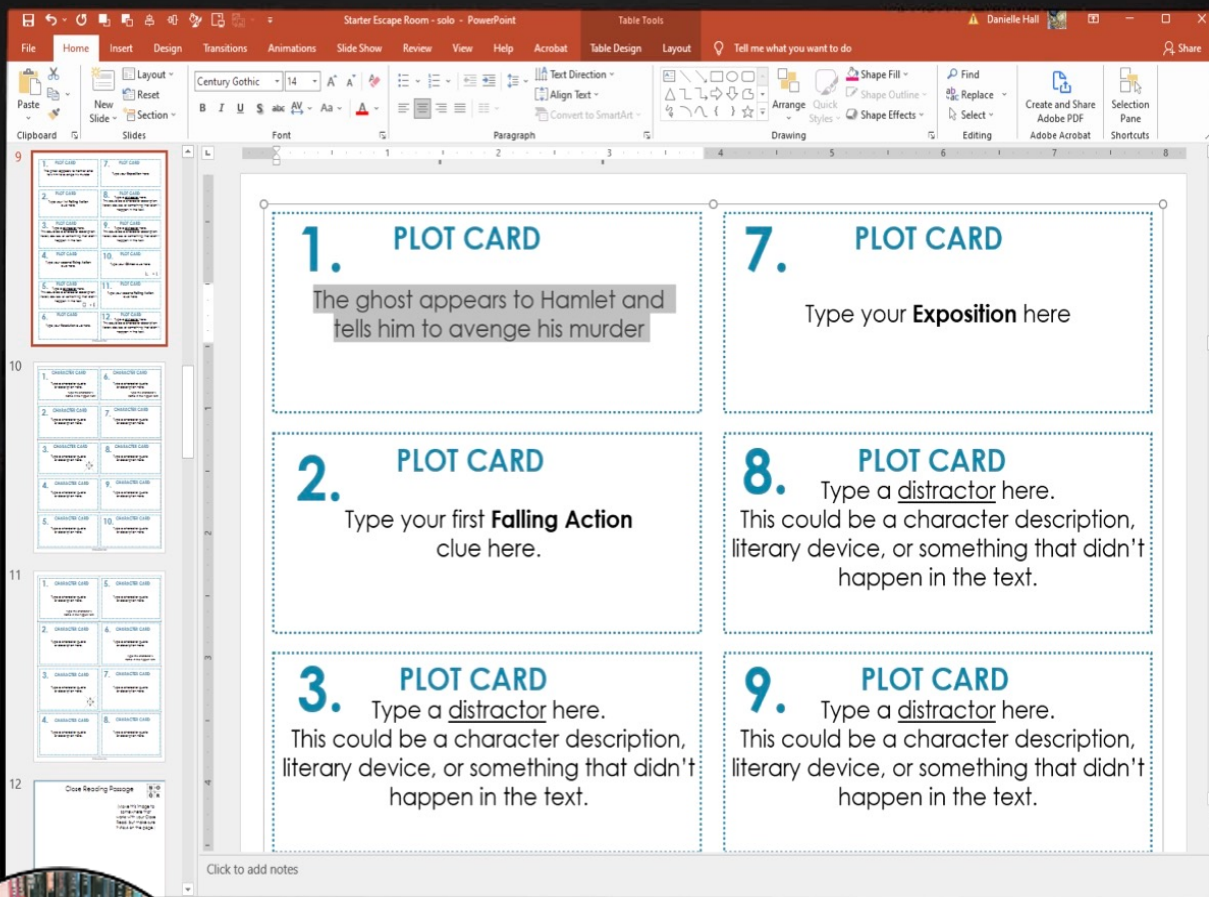 Starter Escape Room - solo - PowerPoint
Table Tools
Danielle Hall
File Home Insert Design Transitions Animations Slide Show Review View Help Acrobat Table Design Layout Tell me what you want to do Share
Paste
Clipboard
New Slide
Layout
Reset
Section
Slides
Century Gothic 14
B I U S abc AV Aa A
Font
Text Direction
Align Text
Convert to SmartArt
Paragraph
Arrange
Quick Styles
Shape Fill
Shape Outline
Shape Effects
Drawing
Find
Replace
Select
Editing
Create and Share Adobe PDF
Adobe Acrobat
Selection Pane
Shortcuts
9
10
11
12
Close Reading Passage
1. PLOT CARD
The ghost appears to Hamlet and
tells him to avenge his murder
7. PLOT CARD
Type your Exposition here
2. PLOT CARD
Type your first Falling Action
clue here.
8. PLOT CARD
Type a distractor here.
This could be a character description,
literary device, or something that didn't
happen in the text.
3. PLOT CARD
Type a distractor here.
This could be a character description,
literary device, or something that didn't
happen in the text.
9. PLOT CARD
Type a distractor here.
This could be a character description,
literary device, or something that didn't
happen in the text.
Click to add notes